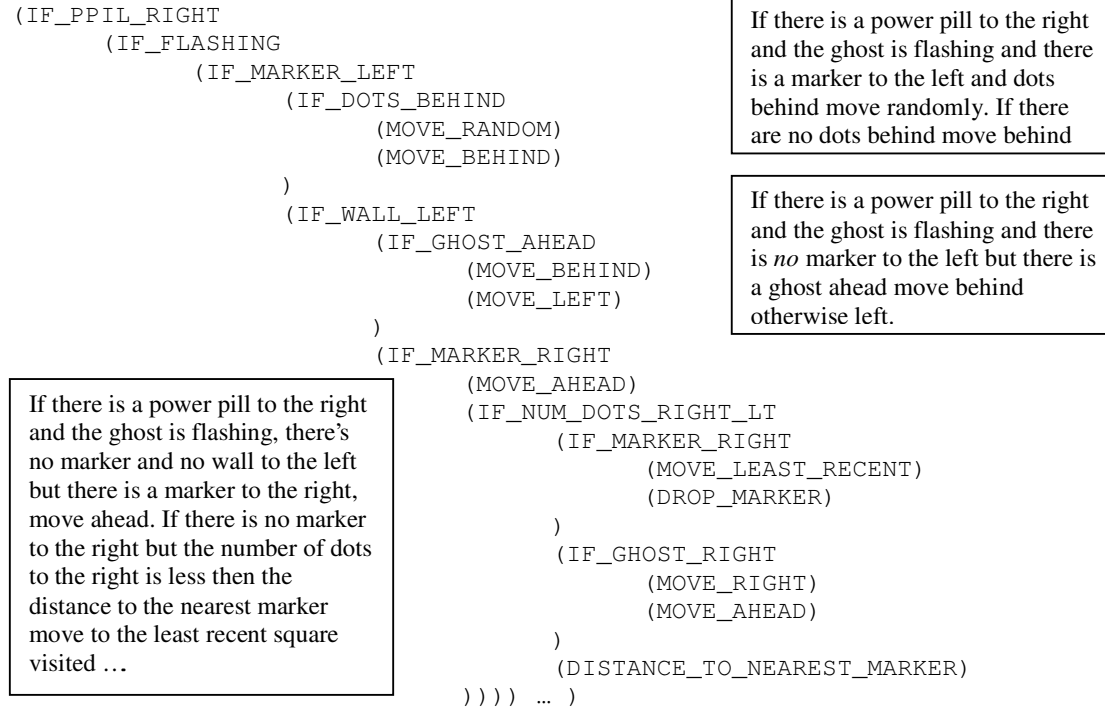 (IF_PPIL_RIGHT
(IF_FLASHING
(IF_MARKER_LEFT
(IF_DOTS_BEHIND
(MOVE_RANDOM)
(MOVE_BEHIND)
)
(IF_WALL_LEFT
(IF_GHOST_AHEAD
(MOVE_BEHIND)
(MOVE_LEFT)
)
(IF_MARKER_RIGHT
(MOVE_AHEAD)
(IF_NUM_DOTS_RIGHT_LT
(IF_MARKER_RIGHT
(MOVE_LEAST_RECENT)
(DROP_MARKER)
)
(IF_GHOST_RIGHT
(MOVE_RIGHT)
(MOVE_AHEAD)
)
(DISTANCE_TO_NEAREST_MARKER)
)))) … )
If there is a power pill to the right
and the ghost is flashing and there
is a marker to the left and dots
behind move randomly. If there
are no dots behind move behind
If there is a power pill to the right
and the ghost is flashing and there
is no marker to the left but there is
a ghost ahead move behind
otherwise left.
If there is a power pill to the right
and the ghost is flashing, there’s
no marker and no wall to the left
but there is a marker to the right,
move ahead. If there is no marker
to the right but the number of dots
to the right is less then the
distance to the nearest marker
move to the least recent square
visited ….